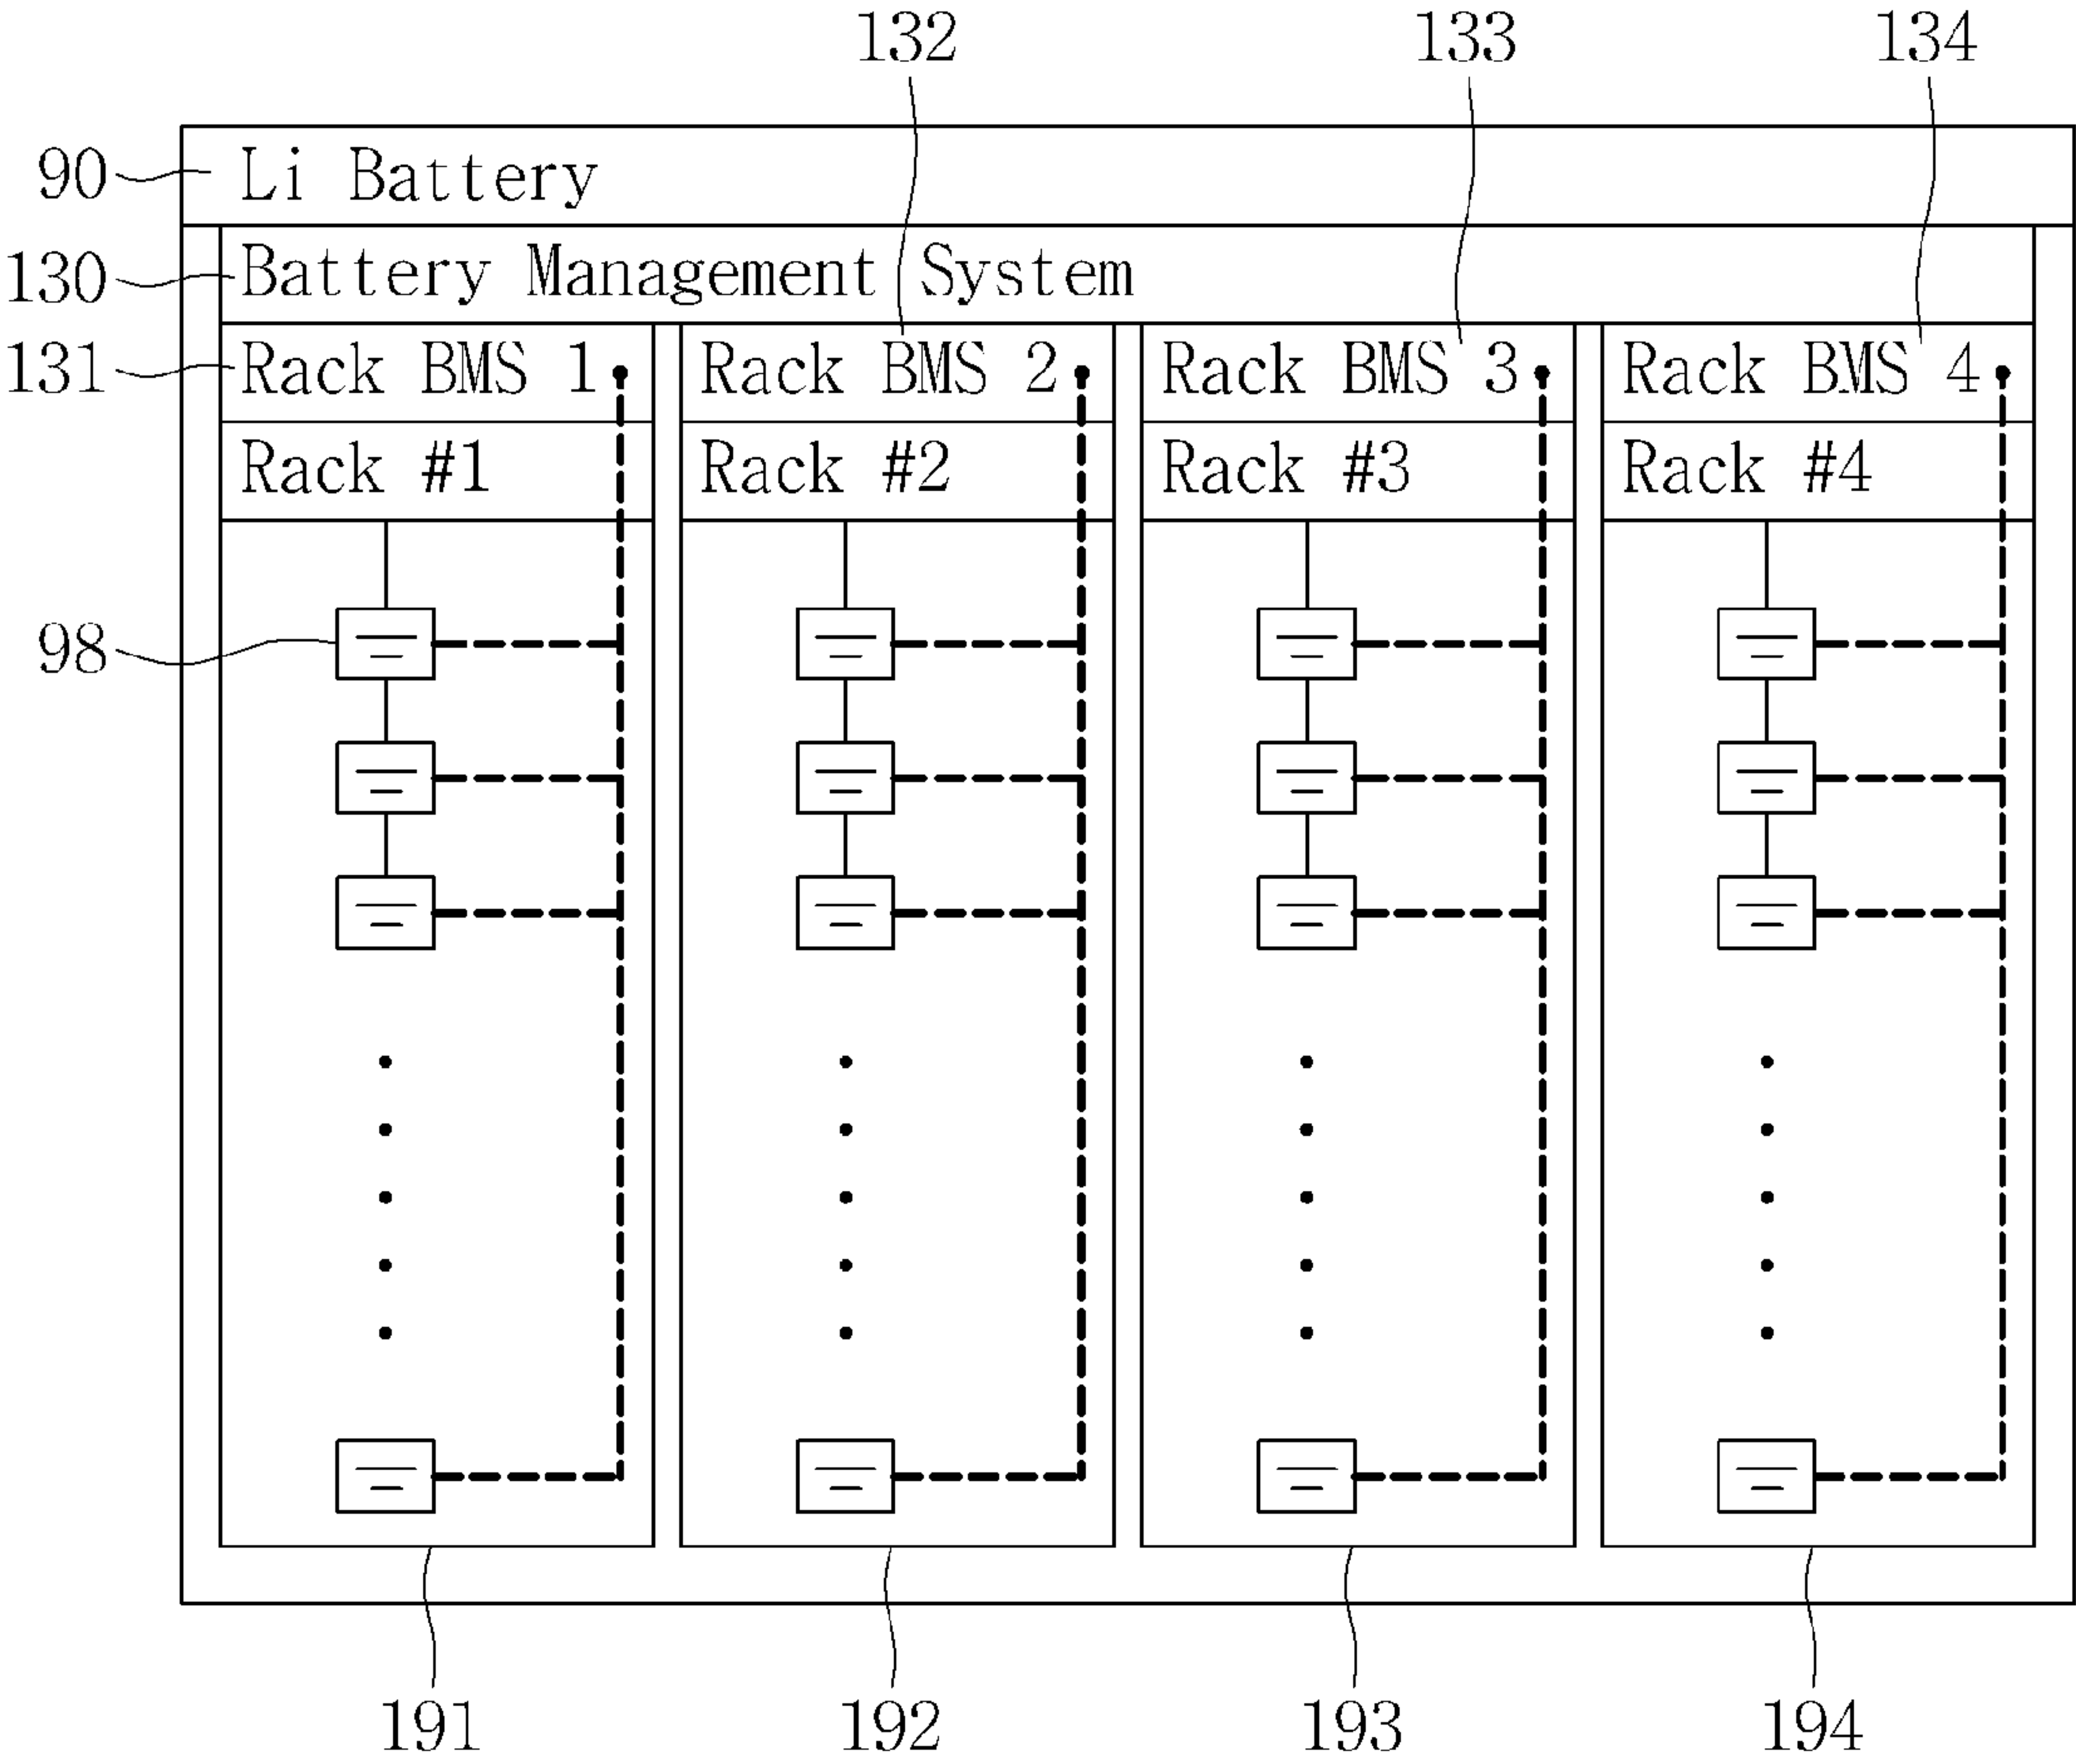 132 133 134
90 Li Battery
130 Battery Management System
131 Rack BMS 1 Rack BMS 2 Rack BMS 3 Rack BMS 4
Rack #1 Rack #2 Rack #3 Rack #4
98
191 192 193 194